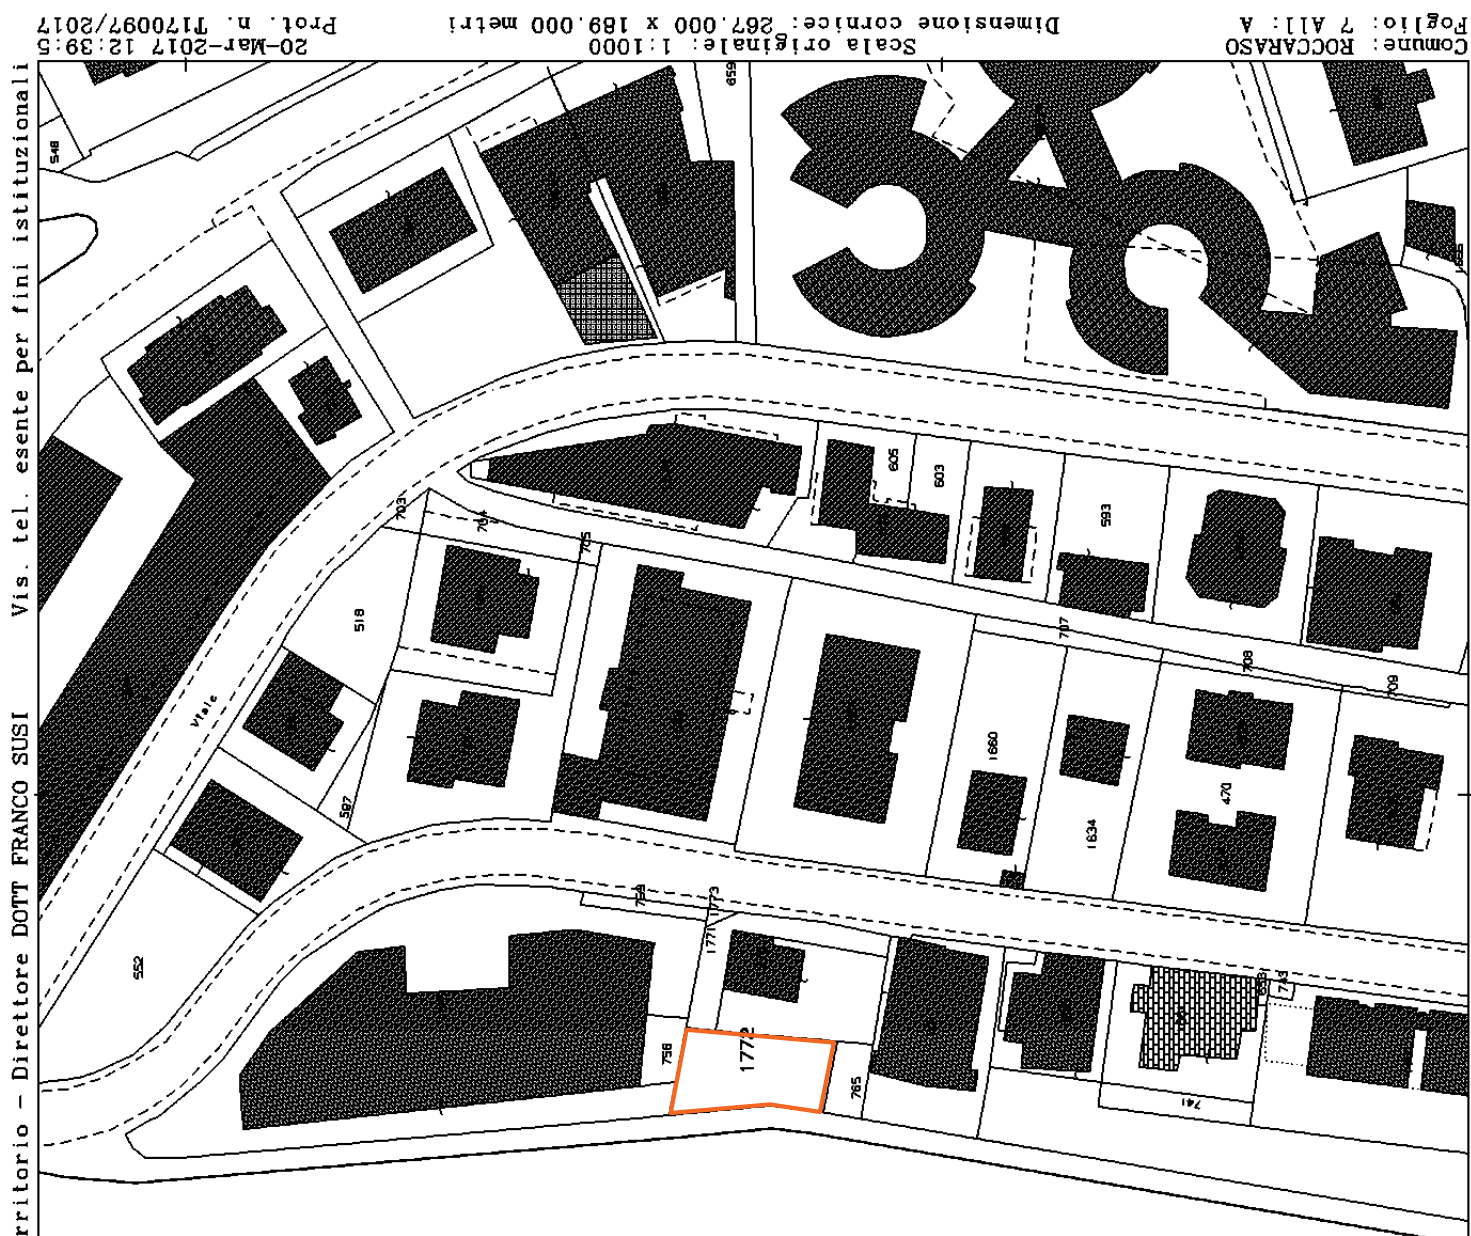 Comune: ROCCARASO
Foglio: 7 All: A
Scala originale: 1:1000
Dimensione cornice: 267.000 x 189.000 metri
20-Mar-2017 12:39:5
Prot. n. T170097/2017
Vis. tel. esente per fini istituzionali
rritorio - Direttore DOTT FRANCO SUSI
548
659
605
603
593
703
704
705
518
707
708
709
Viale
597
1660
1634
470
552
769
1773
1771
756
1772
765
743
741